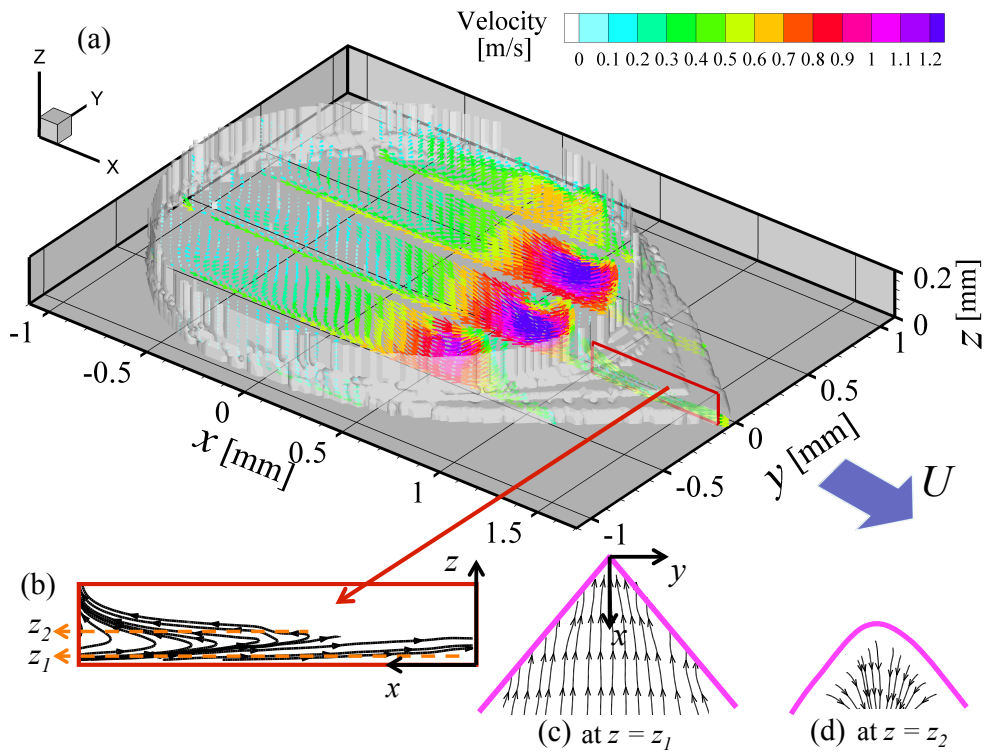 (a)
Velocity
[m/s]
0 0.1 0.2 0.3 0.4 0.5 0.6 0.7 0.8 0.9 1 1.1 1.2
Z
Y
X
0.2
0
z [mm]
-1
-0.5
0
0.5
1
1.5
x [mm]
1
0.5
0
-0.5
-1
y [mm]
U
(b)
z
z2
z1
x
y
x
(c) at z = z1
(d) at z = z2